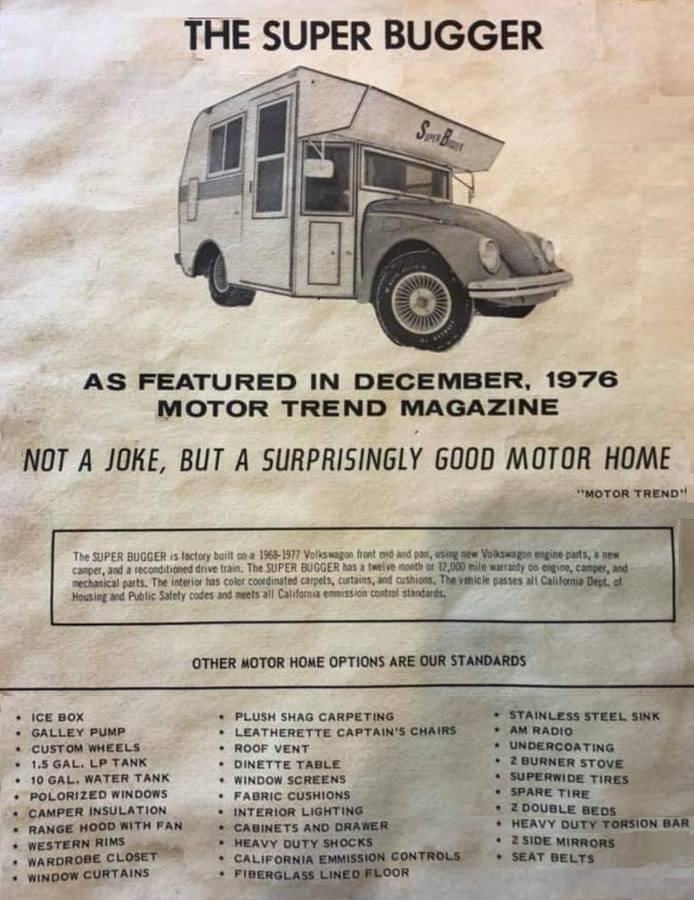 THE SUPER BUGGER
SUPER BUGGER
AS FEATURED IN DECEMBER, 1976
MOTOR TREND MAGAZINE
NOT A JOKE, BUT A SURPRISINGLY GOOD MOTOR HOME
"MOTOR TREND"
The SUPER BUGGER is factory built on a 1968-1977 Volkswagon front end and pan, using new Volkswagon engine parts, a new
camper, and a reconditioned drive train. The SUPER BUGGER has a twelve month or 12,000 mile warranty on engine, camper, and
mechanical parts. The interior has color coordinated carpets, curtains, and cushions. The vehicle passes all California Dept. of
Housing and Public Safety codes and meets all California emmission control standards.
OTHER MOTOR HOME OPTIONS ARE OUR STANDARDS
• ICE BOX
• GALLEY PUMP
• CUSTOM WHEELS
• 1.5 GAL. LP TANK
• 10 GAL. WATER TANK
• POLORIZED WINDOWS
• CAMPER INSULATION
• RANGE HOOD WITH FAN
• WESTERN RIMS
• WARDROBE CLOSET
• WINDOW CURTAINS
• PLUSH SHAG CARPETING
• LEATHERETTE CAPTAIN'S CHAIRS
• ROOF VENT
• DINETTE TABLE
• WINDOW SCREENS
• FABRIC CUSHIONS
• INTERIOR LIGHTING
• CABINETS AND DRAWER
• HEAVY DUTY SHOCKS
• CALIFORNIA EMMISSION CONTROLS
• FIBERGLASS LINED FLOOR
• STAINLESS STEEL SINK
• AM RADIO
• UNDERCOATING
• 2 BURNER STOVE
• SUPERWIDE TIRES
• SPARE TIRE
• 2 DOUBLE BEDS
• HEAVY DUTY TORSION BAR
• 2 SIDE MIRRORS
• SEAT BELTS